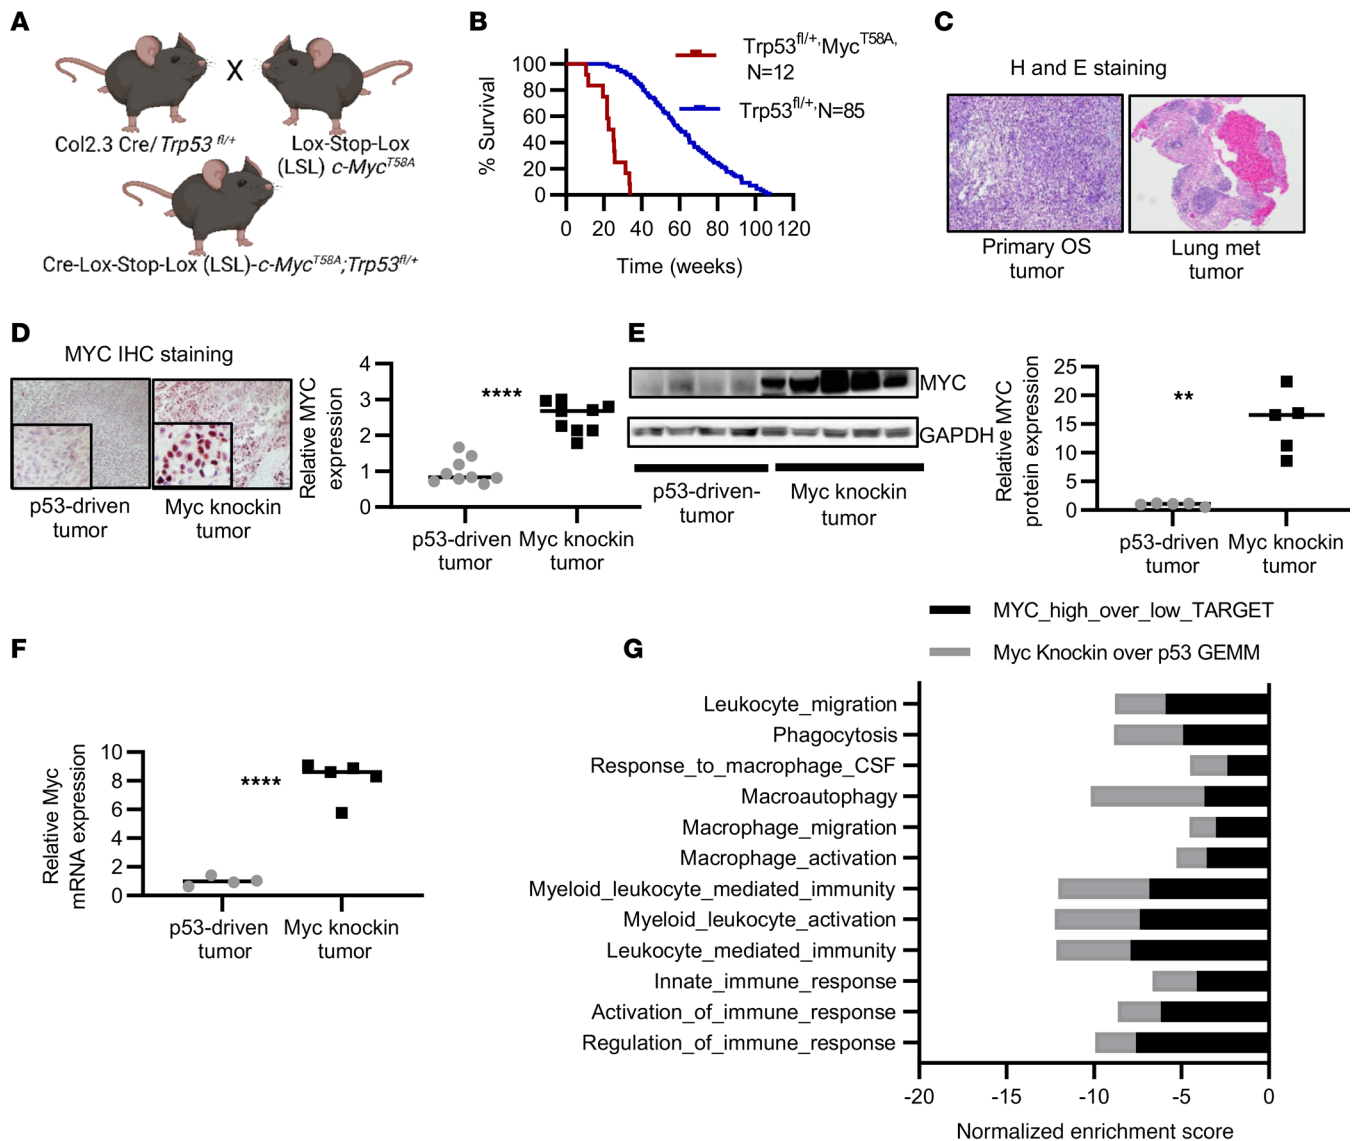 A
X
Col2.3 Cre/ Trp53 fl/+
Lox-Stop-Lox
(LSL) c-MycT58A
Cre-Lox-Stop-Lox (LSL)-c-MycT58A;Trp53fl/+
B
% Survival
100
80
60
40
20
0
0 20 40 60 80 100 120
Time (weeks)
Trp53fl/+,MycT58A,
N=12
Trp53fl/+,N=85
C
H and E staining
Primary OS
tumor
Lung met
tumor
D
MYC IHC staining
p53-driven
tumor
Myc knockin
tumor
Relative MYC
expression
4
3
2
1
0
****
p53-driven
tumor
Myc knockin
tumor
E
MYC
GAPDH
p53-driven-
tumor
Myc knockin
tumor
Relative MYC
protein expression
25
20
15
10
5
0
**
p53-driven
tumor
Myc knockin
tumor
F
Relative Myc
mRNA expression
10
8
6
4
2
0
****
p53-driven
tumor
Myc knockin
tumor
G
MYC_high_over_low_TARGET
Myc Knockin over p53 GEMM
Leukocyte_migration
Phagocytosis
Response_to_macrophage_CSF
Macroautophagy
Macrophage_migration
Macrophage_activation
Myeloid_leukocyte_mediated_immunity
Myeloid_leukocyte_activation
Leukocyte_mediated_immunity
Innate_immune_response
Activation_of_immune_response
Regulation_of_immune_response
-20 -15 -10 -5 0
Normalized enrichment score